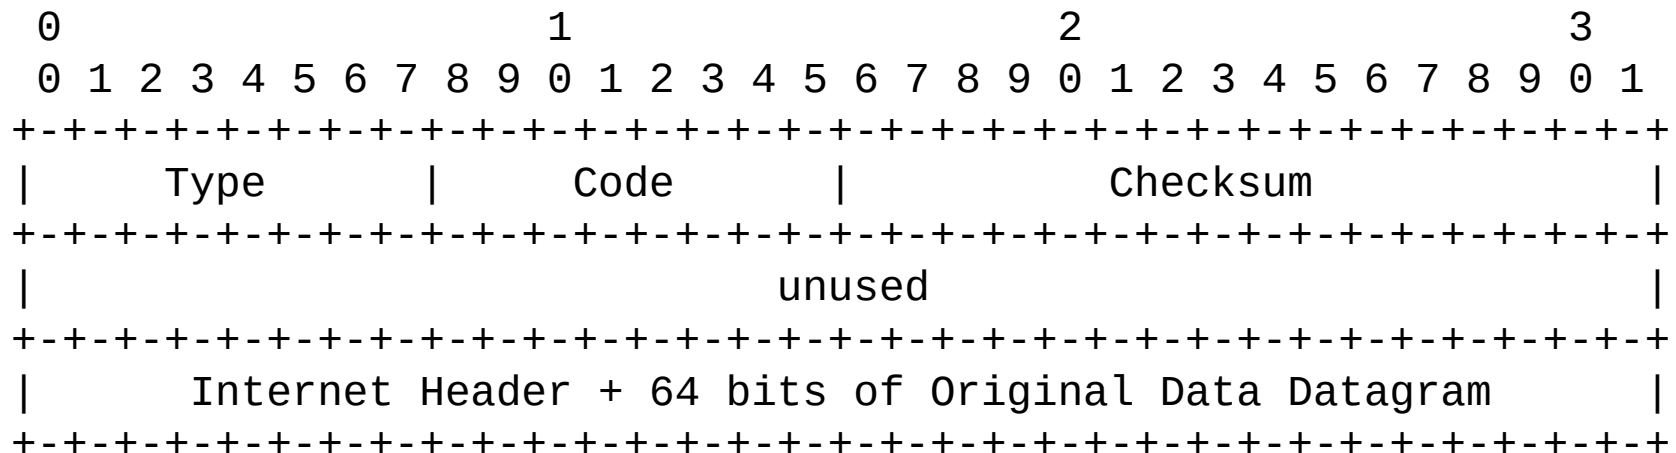 0                   1                   2                   3
 0 1 2 3 4 5 6 7 8 9 0 1 2 3 4 5 6 7 8 9 0 1 2 3 4 5 6 7 8 9 0 1
+-+-+-+-+-+-+-+-+-+-+-+-+-+-+-+-+-+-+-+-+-+-+-+-+-+-+-+-+-+-+-+-+
|     Type      |     Code      |          Checksum             |
+-+-+-+-+-+-+-+-+-+-+-+-+-+-+-+-+-+-+-+-+-+-+-+-+-+-+-+-+-+-+-+-+
|                             unused                            |
+-+-+-+-+-+-+-+-+-+-+-+-+-+-+-+-+-+-+-+-+-+-+-+-+-+-+-+-+-+-+-+-+
|      Internet Header + 64 bits of Original Data Datagram      |
+-+-+-+-+-+-+-+-+-+-+-+-+-+-+-+-+-+-+-+-+-+-+-+-+-+-+-+-+-+-+-+-+